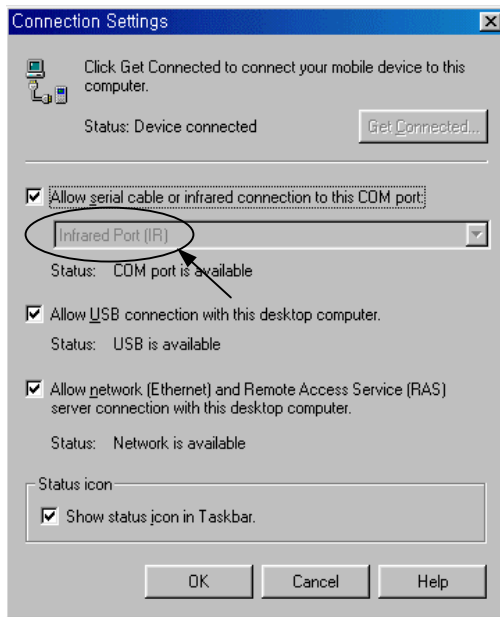 Connection Settings
Click Get Connected to connect your mobile device to this
computer.
Status: Device connected
Get Connected...
Allow serial cable or infrared connection to this COM port:
Infrared Port (IR)
Status: COM port is available
Allow USB connection with this desktop computer.
Status: USB is available
Allow network (Ethernet) and Remote Access Service (RAS)
server connection with this desktop computer.
Status: Network is available
Status icon
Show status icon in Taskbar.
OK Cancel Help